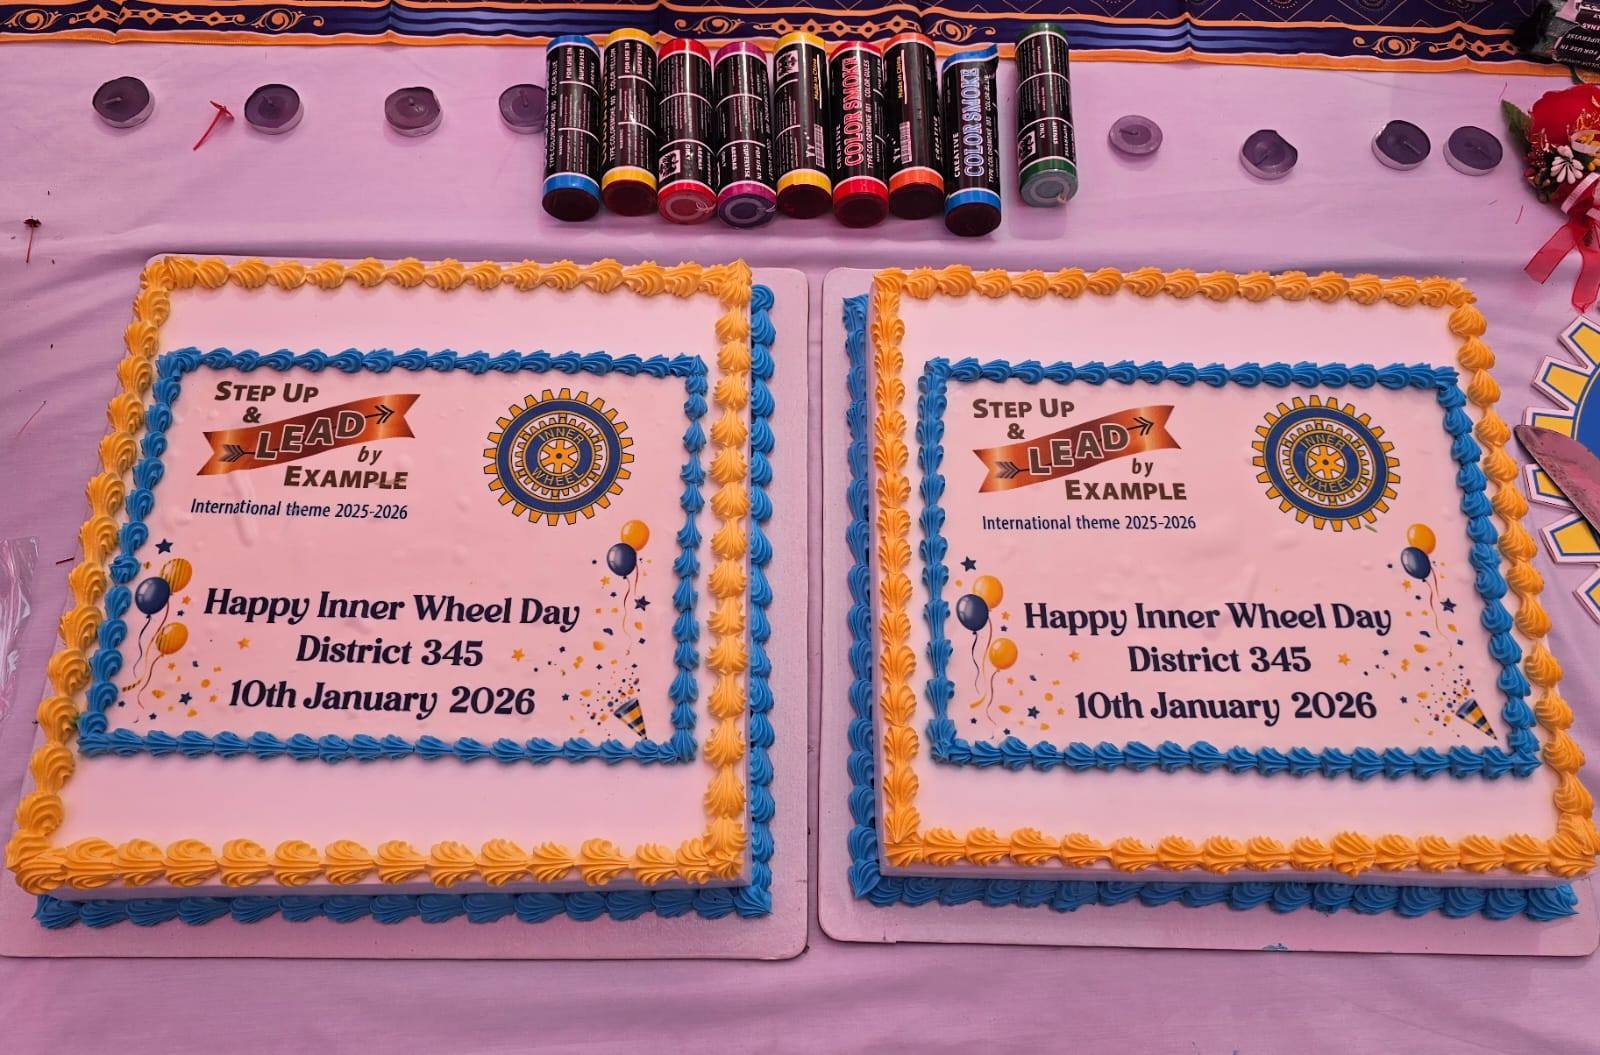 COLOR SMOKE
CREATIVE
COLOR SMOKE
STEP UP
&
LEAD
by
EXAMPLE
International theme 2025-2026
INNER
WHEEL
Happy Inner Wheel Day
District 345
10th January 2026
STEP UP
&
LEAD
by
EXAMPLE
International theme 2025-2026
INNER
WHEEL
Happy Inner Wheel Day
District 345
10th January 2026